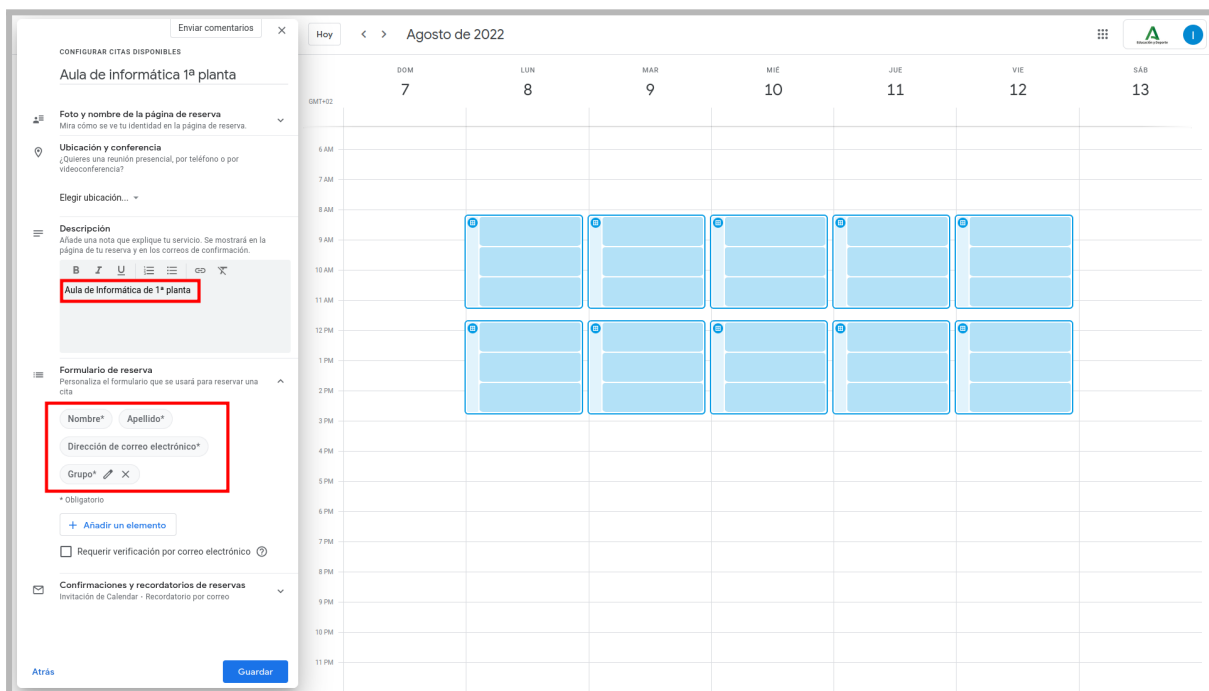 Enviar comentarios
CONFIGURAR CITAS DISPONIBLES
Aula de informática 1ª planta
Foto y nombre de la página de reserva
Mira cómo se ve tu identidad en la página de reserva.
Ubicación y conferencia
¿Quieres una reunión presencial, por teléfono o por
videoconferencia?
Elegir ubicación...
Descripción
Añade una nota que explique tu servicio. Se mostrará en la
página de tu reserva y en los correos de confirmación.
B I U
Aula de Informática de 1ª planta
Formulario de reserva
Personaliza el formulario que se usará para reservar una
cita
Nombre* Apellido*
Dirección de correo electrónico*
Grupo*
* Obligatorio
+ Añadir un elemento
Requerir verificación por correo electrónico
Confirmaciones y recordatorios de reservas
Invitación de Calendar - Recordatorio por correo
Atrás Guardar
Hoy Agosto de 2022
I
DOM LUN MAR MIÉ JUE VIE SÁB
7 8 9 10 11 12 13
GMT+02
6 AM
7 AM
8 AM
9 AM
10 AM
11 AM
12 PM
1 PM
2 PM
3 PM
4 PM
5 PM
6 PM
7 PM
8 PM
9 PM
10 PM
11 PM